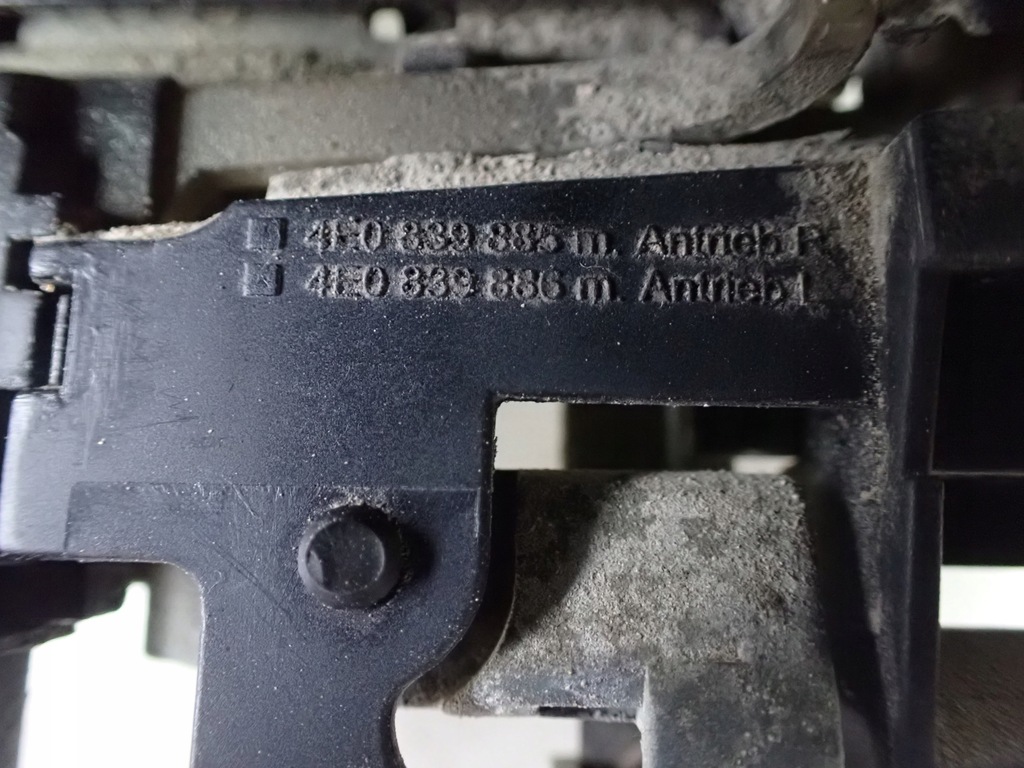 4E0 839 885 m. Antrieb R
4E0 839 886 m. Antrieb L